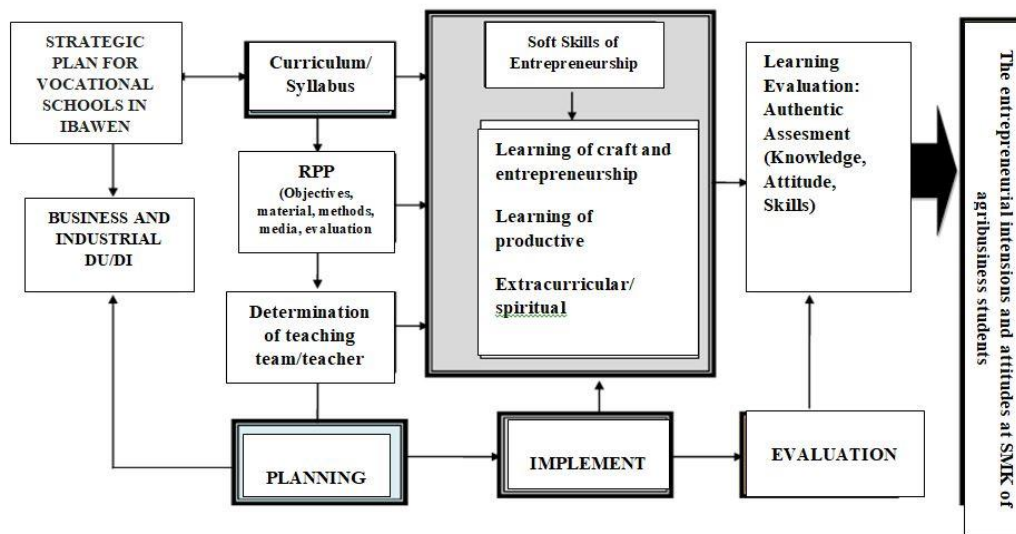 STRATEGIC
PLAN FOR
VOCATIONAL
SCHOOLS IN
IBAWEN
BUSINESS AND
INDUSTRIAL
DU/DI
Curriculum/
Syllabus
RPP
(Objectives,
material, methods,
media, evaluation
Determination
of teaching
team/teacher
PLANNING
Soft Skills of
Entrepreneurship
Learning of craft and
entrepreneurship
Learning of
productive
Extracurricular/
spiritual
IMPLEMENT
Learning
Evaluation:
Authentic
Assesment
(Knowledge,
Attitude,
Skills)
EVALUATION
The entrepreneurial intensions and attitudes at SMK of
agribusiness students